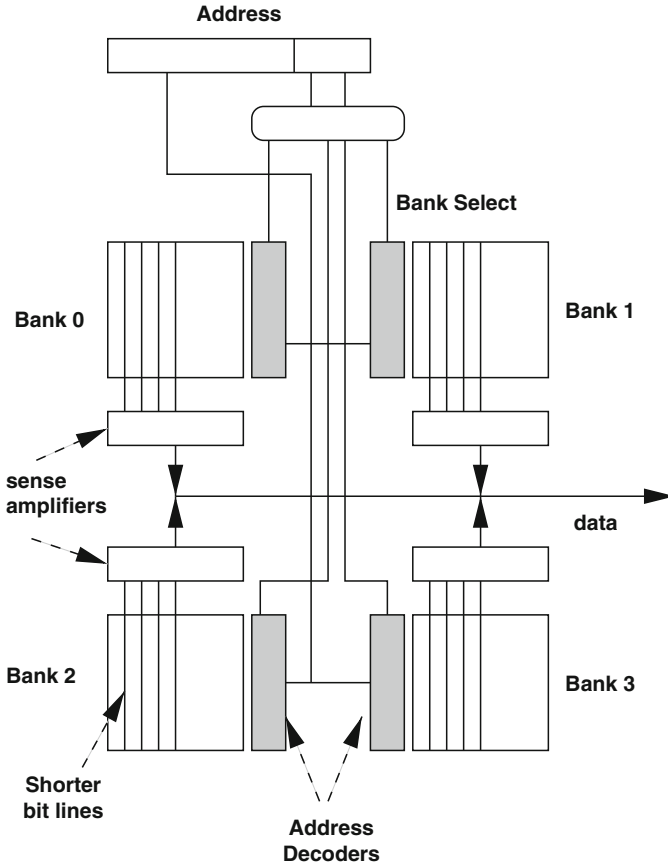 Address
Bank Select
Bank 0
Bank 1
sense
amplifiers
data
Bank 2
Bank 3
Shorter
bit lines
Address
Decoders